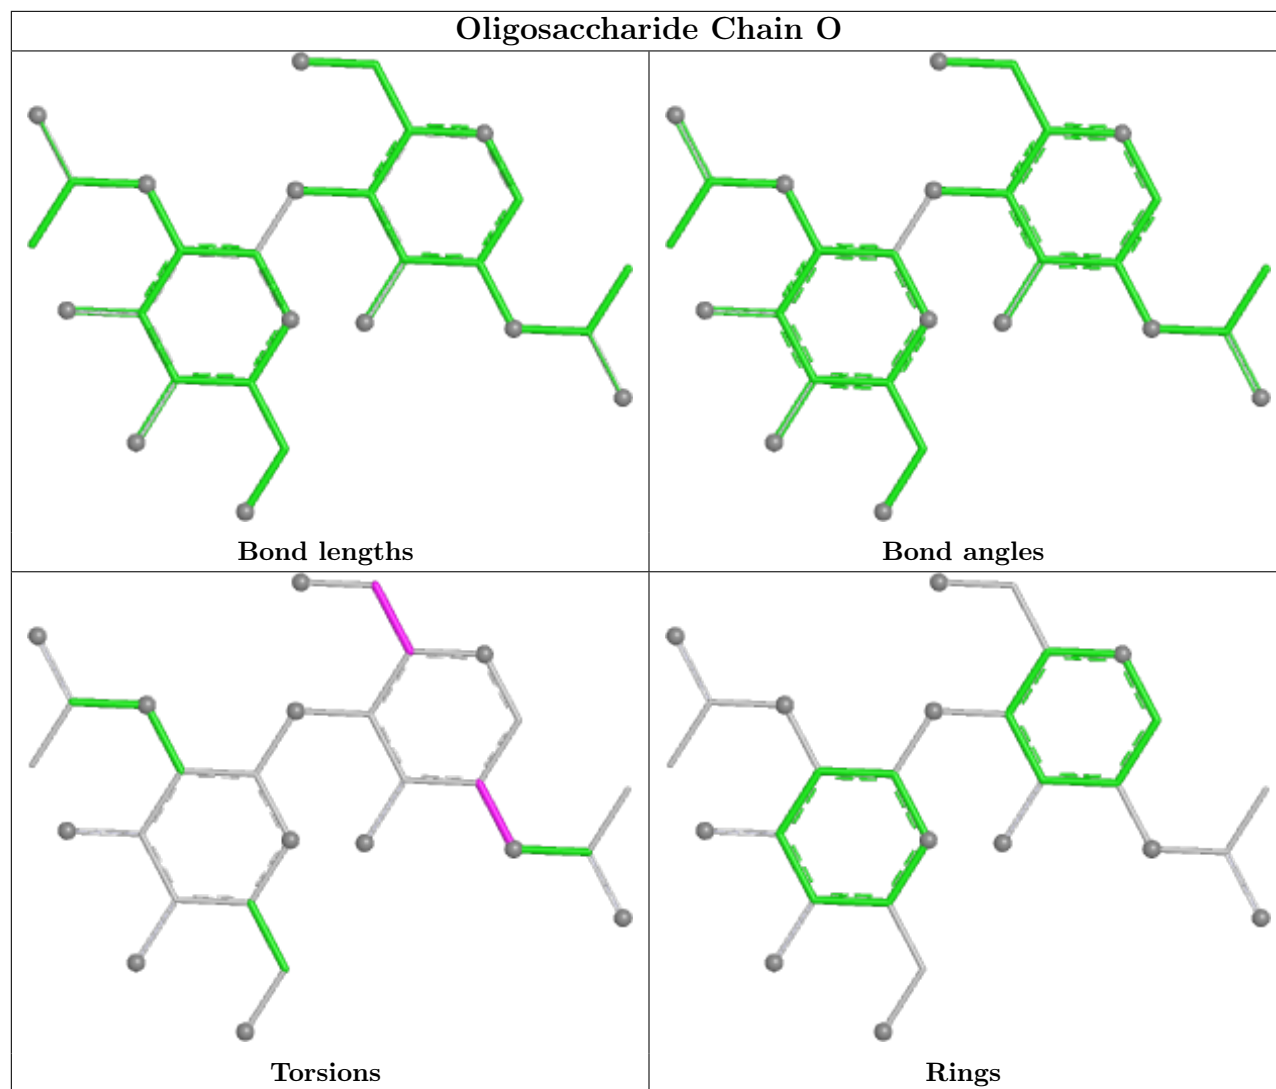 Oligosaccharide Chain O
Bond lengths
Bond angles
Torsions
Rings